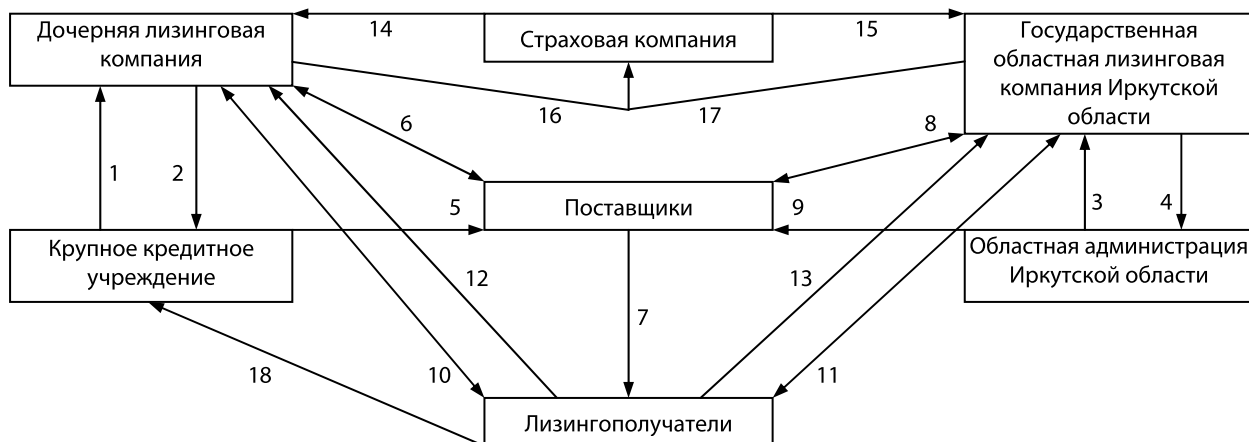 Дочерняя лизинговая
компания
14
Страховая компания
15
Государственная
областная лизинговая
компания Иркутской
области
16
17
6
8
1
2
5
Поставщики
9
3
4
Крупное кредитное
учреждение
Областная администрация
Иркутской области
12
13
7
18
10
11
Лизингополучатели